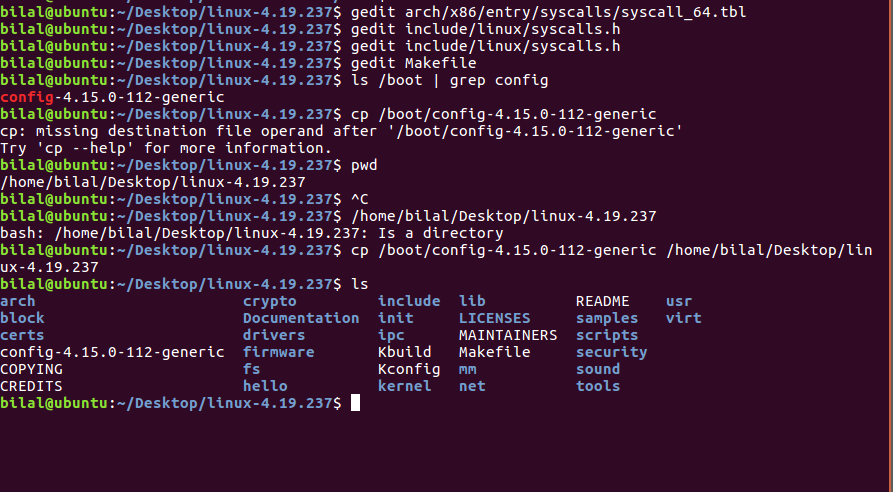 bilal@ubuntu:~/Desktop/linux-4.19.237$ gedit arch/x86/entry/syscalls/syscall_64.tbl
bilal@ubuntu:~/Desktop/linux-4.19.237$ gedit include/linux/syscalls.h
bilal@ubuntu:~/Desktop/linux-4.19.237$ gedit include/linux/syscalls.h
bilal@ubuntu:~/Desktop/linux-4.19.237$ gedit Makefile
bilal@ubuntu:~/Desktop/linux-4.19.237$ ls /boot | grep config
config-4.15.0-112-generic
bilal@ubuntu:~/Desktop/linux-4.19.237$ cp /boot/config-4.15.0-112-generic
cp: missing destination file operand after '/boot/config-4.15.0-112-generic'
Try 'cp --help' for more information.
bilal@ubuntu:~/Desktop/linux-4.19.237$ pwd
/home/bilal/Desktop/linux-4.19.237
bilal@ubuntu:~/Desktop/linux-4.19.237$ ^C
bilal@ubuntu:~/Desktop/linux-4.19.237$ /home/bilal/Desktop/linux-4.19.237
bash: /home/bilal/Desktop/linux-4.19.237: Is a directory
bilal@ubuntu:~/Desktop/linux-4.19.237$ cp /boot/config-4.15.0-112-generic /home/bilal/Desktop/lin
ux-4.19.237
bilal@ubuntu:~/Desktop/linux-4.19.237$ ls
arch crypto include lib README usr
block Documentation init LICENSES samples virt
certs drivers ipc MAINTAINERS scripts
config-4.15.0-112-generic firmware Kbuild Makefile security
COPYING fs Kconfig mm sound
CREDITS hello kernel net tools
bilal@ubuntu:~/Desktop/linux-4.19.237$